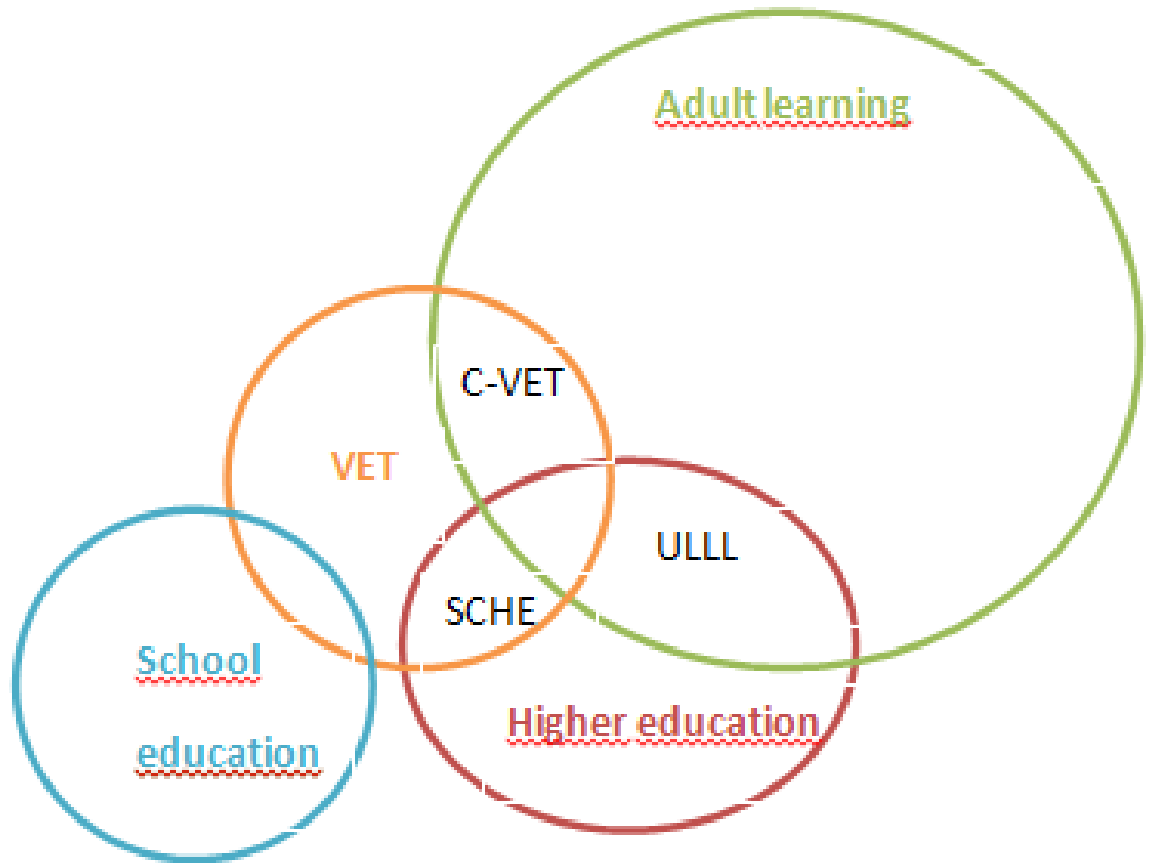 Adult learning
C-VET
VET
ULLL
SCHE
School
education
Higher education